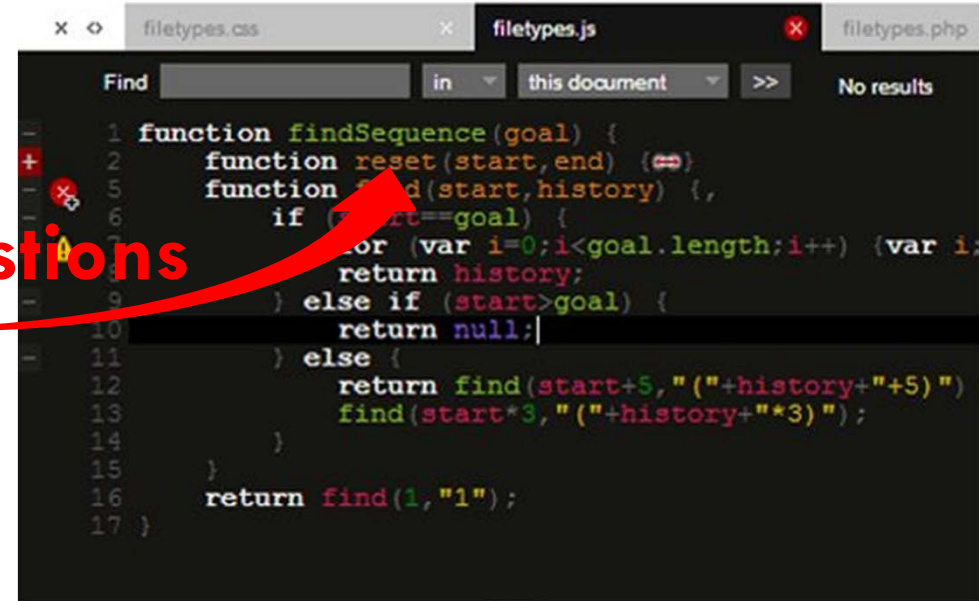 filetypes.css
filetypes.js
filetypes.php
Find in this document >> No results
1 function findSequence(goal) {
2 function reset(start,end) {}
5 function d(start,history) {,
6 if (start==goal) {
for (var i=0;i<goal.length;i++) {var i;
stions
8 return history;
9 } else if (start>goal) {
10 return null;
11 } else {
12 return find(start+5,"("+history+"+5)")
13 find(start*3,"("+history+"*3)");
14 }
15 }
16 return find(1,"1");
17 }